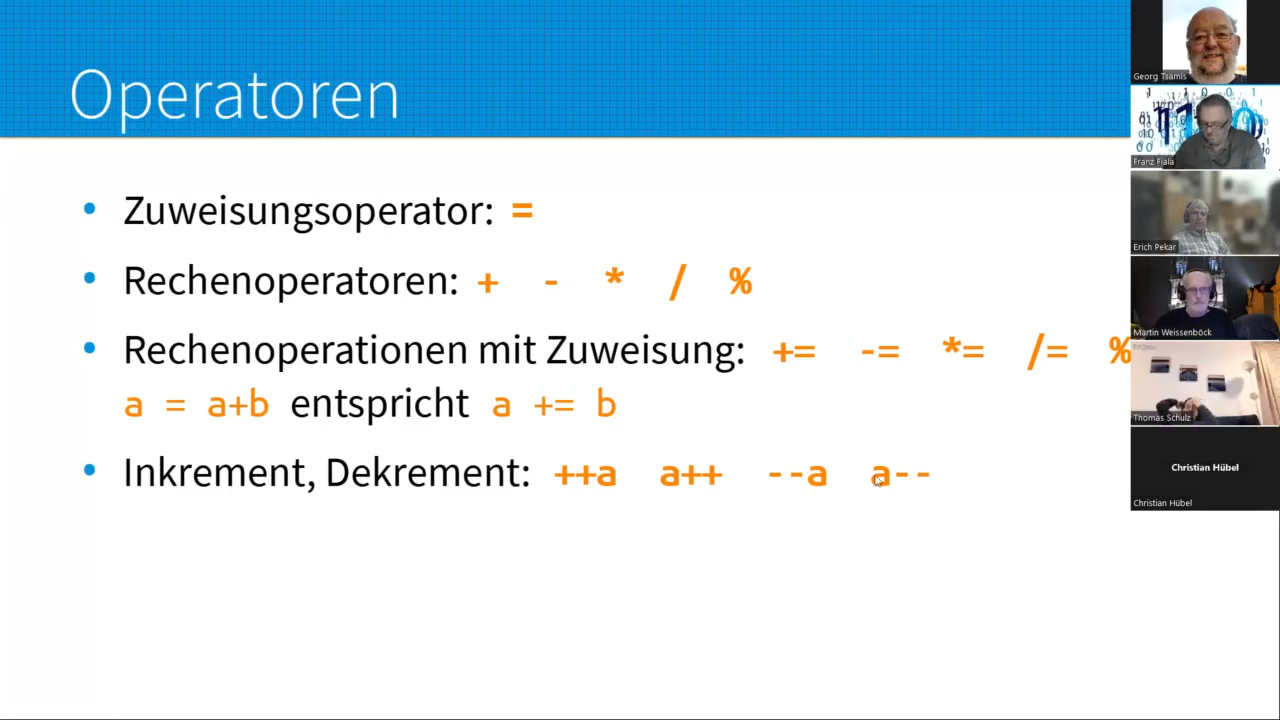 Operatoren
Zuweisungsoperator: =
Rechenoperatoren: + - * / %
Rechenoperationen mit Zuweisung: += -= *= /= %
a = a+b entspricht a += b
Inkrement, Dekrement: ++a a++ --a a--
Georg Tsamis
Franz Fiala
Erich Pekar
Martin Weissenböck
Thomas Schulz
Christian Hübel
Christian Hübel